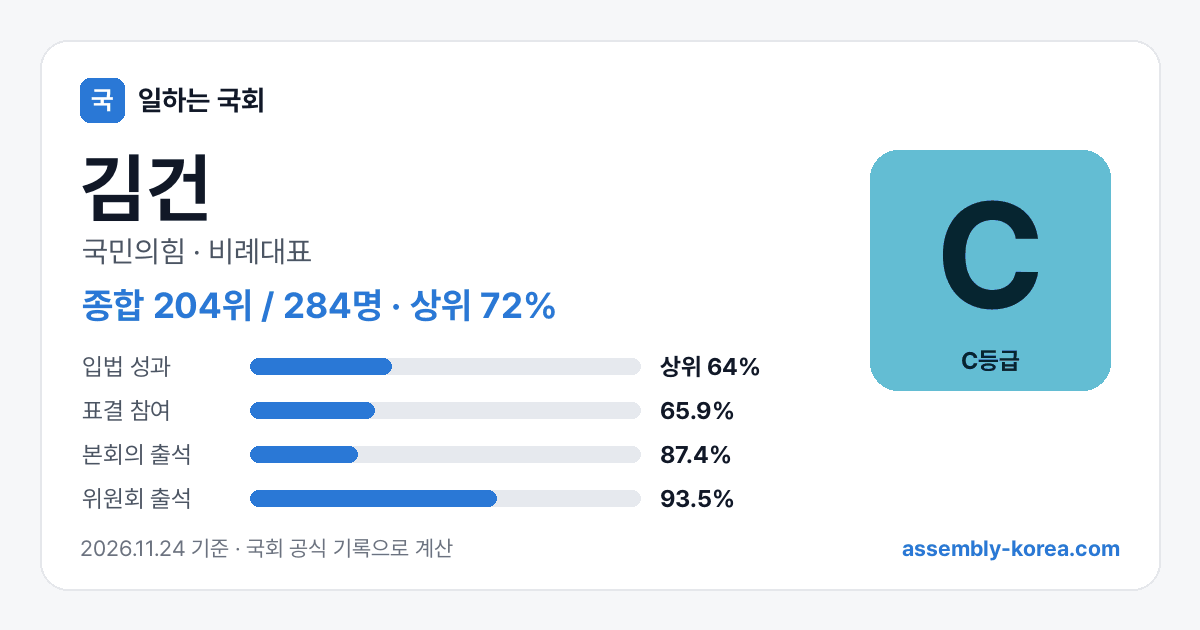 국 일하는 국회
김건
국민의힘 · 비례대표
종합 204위 / 284명 · 상위 72%
C
C등급
입법 성과 상위 64%
표결 참여 65.9%
본회의 출석 87.4%
위원회 출석 93.5%
2026.11.24 기준 · 국회 공식 기록으로 계산
assembly-korea.com